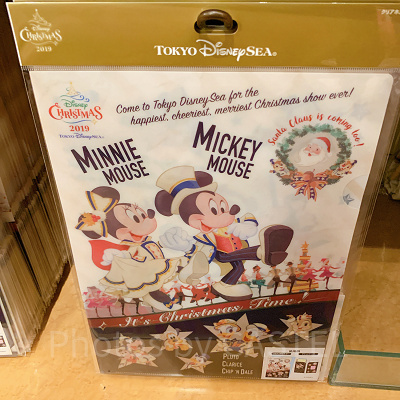 Disney
CHRISTMAS
2019
TOKYO DISNEYSEA®
Disney
CHRISTMAS
2019
TOKYO DISNEYSEA
Come to Tokyo DisneySea for the
happiest, cheeriest, merriest Christmas show ever!
MINNIE
MOUSE
MICKEY
MOUSE
Santa Claus is coming too!
It's Christmas Time!
PLUTO
CLARICE
CHIP 'N DALE